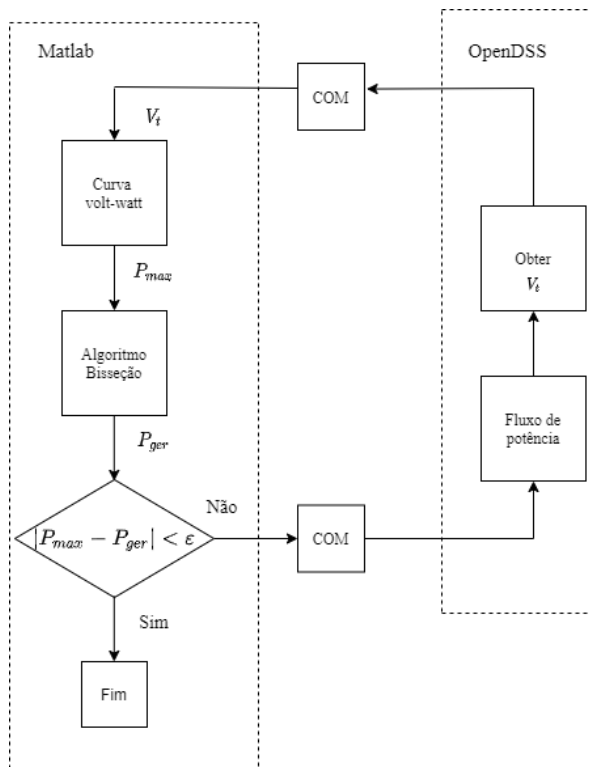 Matlab
OpenDSS
COM
V_t
Curva
volt-watt
Obter
V_t
P_max
Algoritmo
Bisseção
Fluxo de
potência
P_ger
Não
|P_max − P_ger| < ε
COM
Sim
Fim